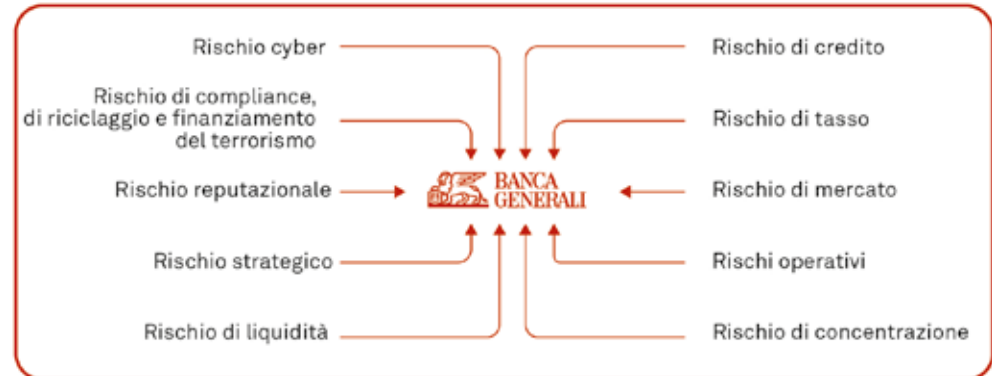 Rischio cyber
Rischio di compliance,
di riciclaggio e finanziamento
del terrorismo
Rischio reputazionale
Rischio strategico
Rischio di liquidità
BANCA
GENERALI
Rischio di credito
Rischio di tasso
Rischio di mercato
Rischi operativi
Rischio di concentrazione